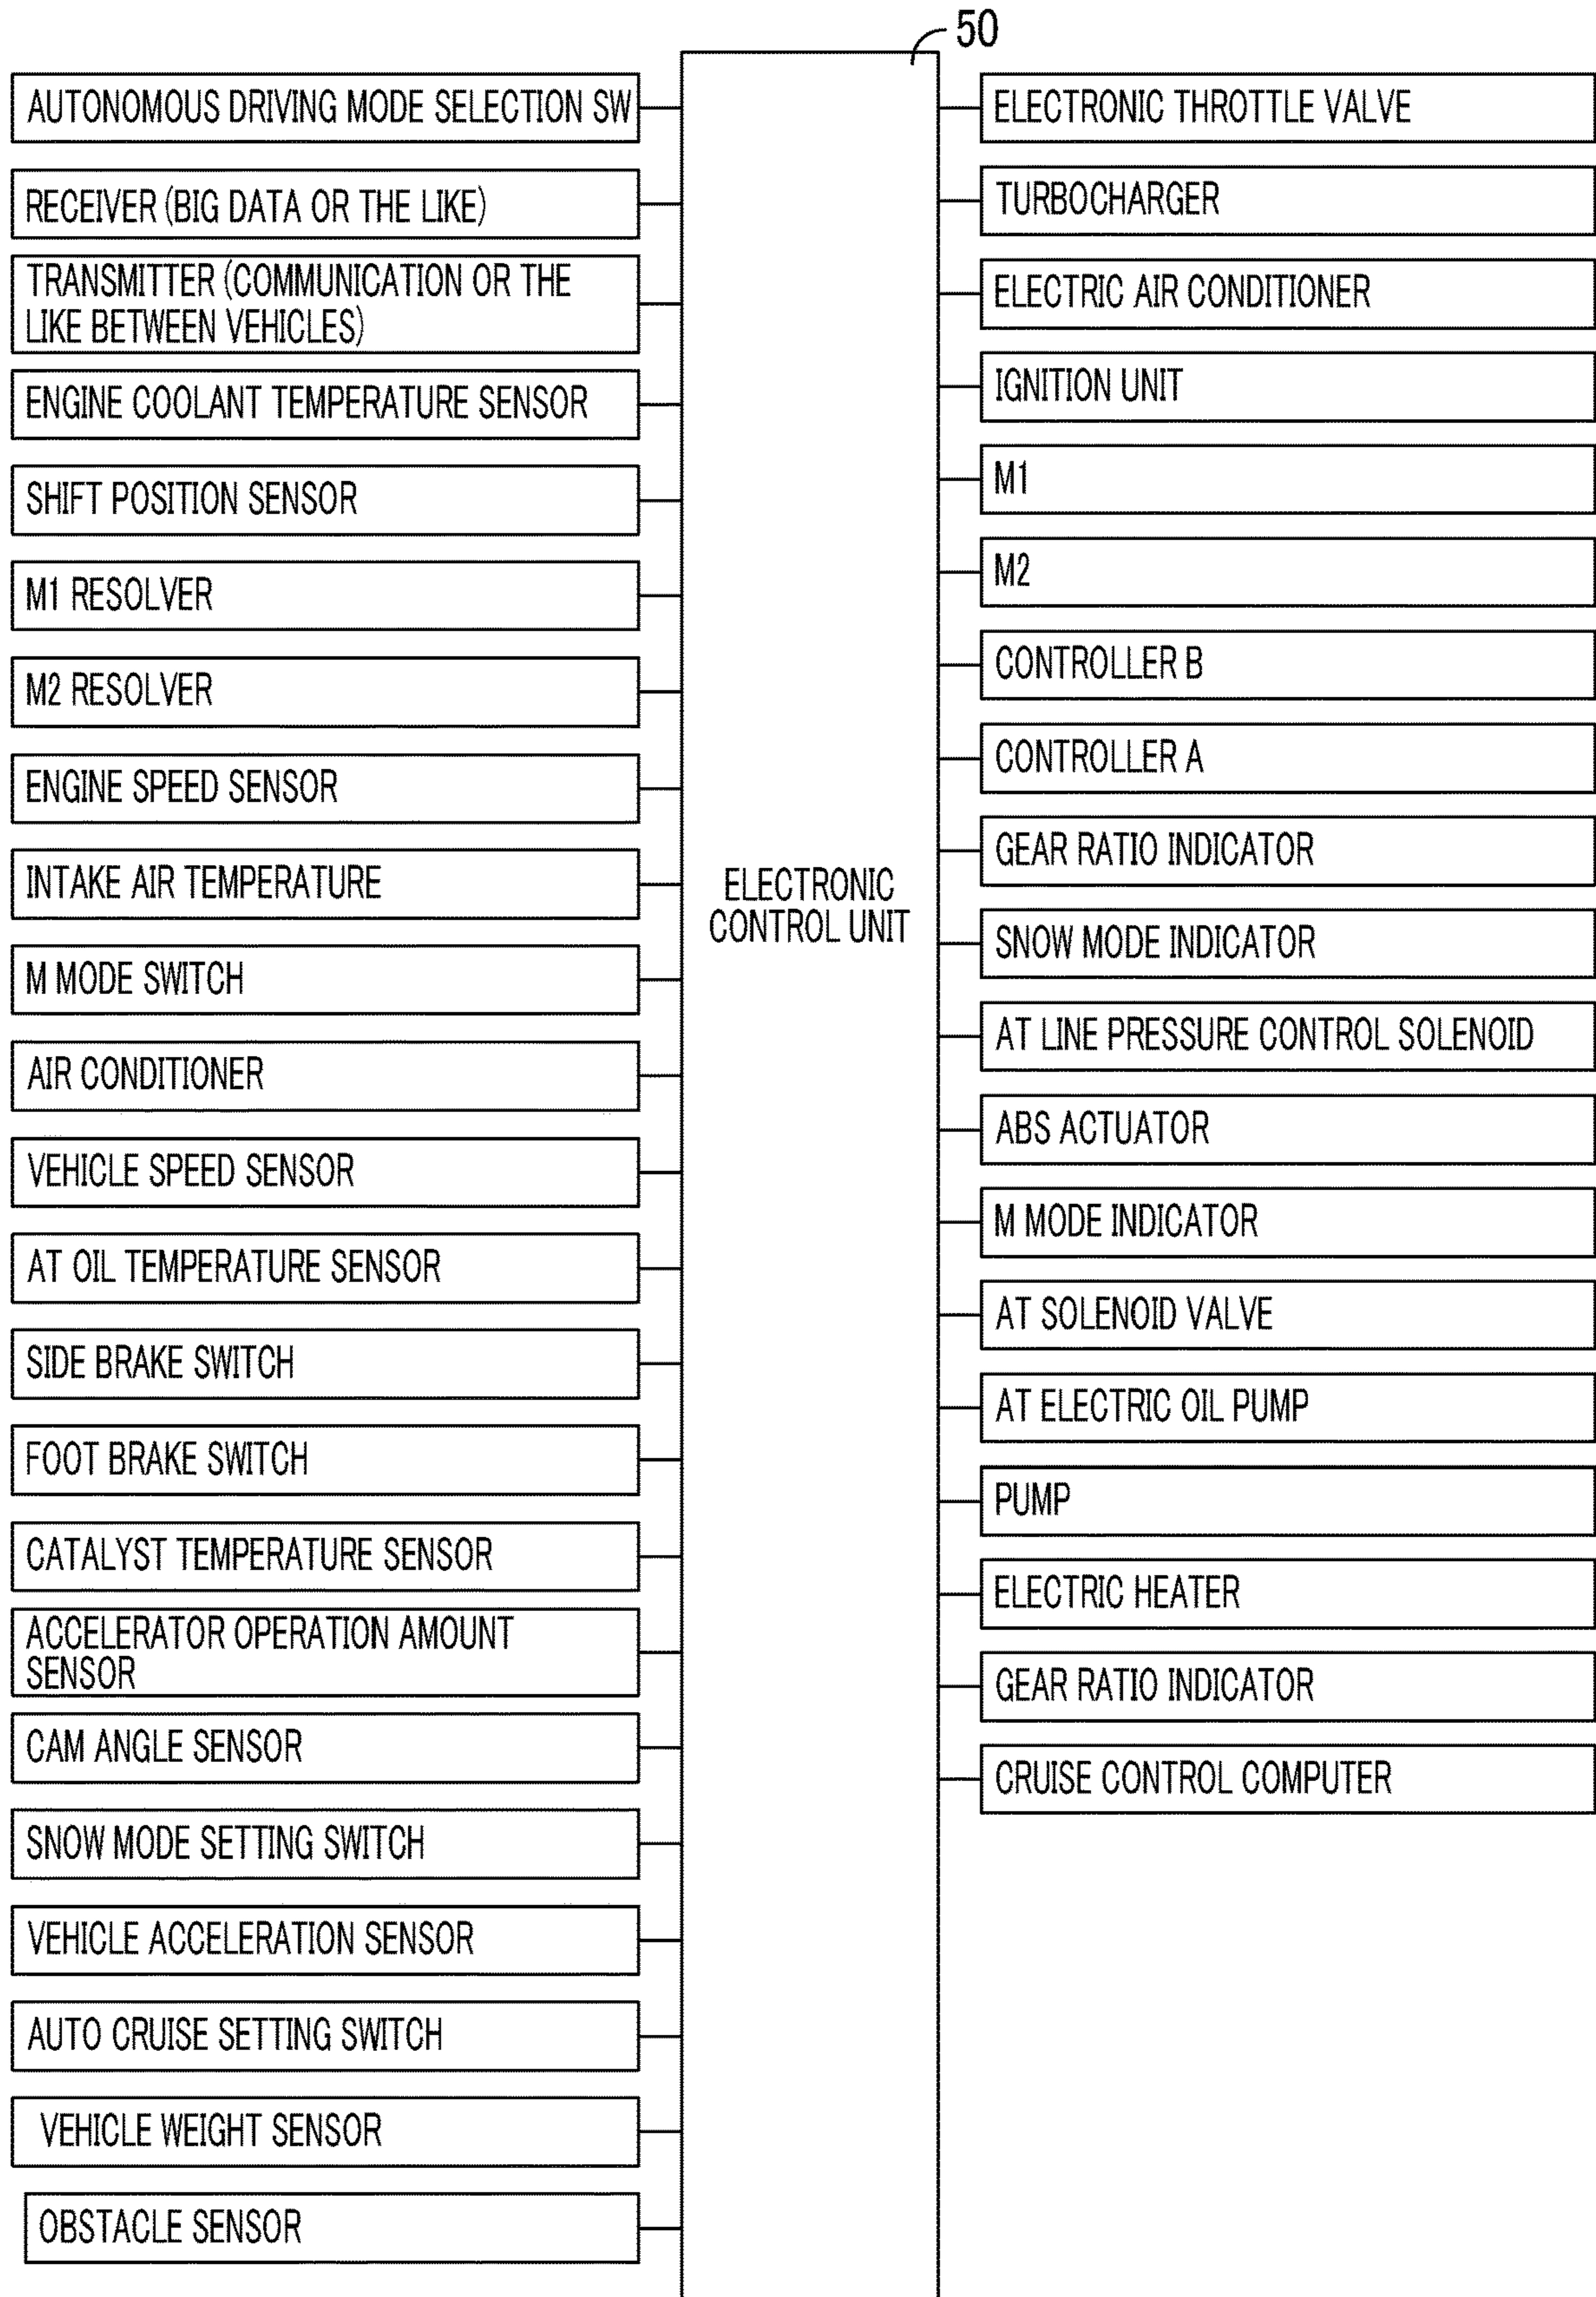 50
AUTONOMOUS DRIVING MODE SELECTION SW
RECEIVER (BIG DATA OR THE LIKE)
TRANSMITTER (COMMUNICATION OR THE
LIKE BETWEEN VEHICLES)
ENGINE COOLANT TEMPERATURE SENSOR
SHIFT POSITION SENSOR
M1 RESOLVER
M2 RESOLVER
ENGINE SPEED SENSOR
INTAKE AIR TEMPERATURE
M MODE SWITCH
AIR CONDITIONER
VEHICLE SPEED SENSOR
AT OIL TEMPERATURE SENSOR
SIDE BRAKE SWITCH
FOOT BRAKE SWITCH
CATALYST TEMPERATURE SENSOR
ACCELERATOR OPERATION AMOUNT
SENSOR
CAM ANGLE SENSOR
SNOW MODE SETTING SWITCH
VEHICLE ACCELERATION SENSOR
AUTO CRUISE SETTING SWITCH
VEHICLE WEIGHT SENSOR
OBSTACLE SENSOR
ELECTRONIC
CONTROL UNIT
ELECTRONIC THROTTLE VALVE
TURBOCHARGER
ELECTRIC AIR CONDITIONER
IGNITION UNIT
M1
M2
CONTROLLER B
CONTROLLER A
GEAR RATIO INDICATOR
SNOW MODE INDICATOR
AT LINE PRESSURE CONTROL SOLENOID
ABS ACTUATOR
M MODE INDICATOR
AT SOLENOID VALVE
AT ELECTRIC OIL PUMP
PUMP
ELECTRIC HEATER
GEAR RATIO INDICATOR
CRUISE CONTROL COMPUTER